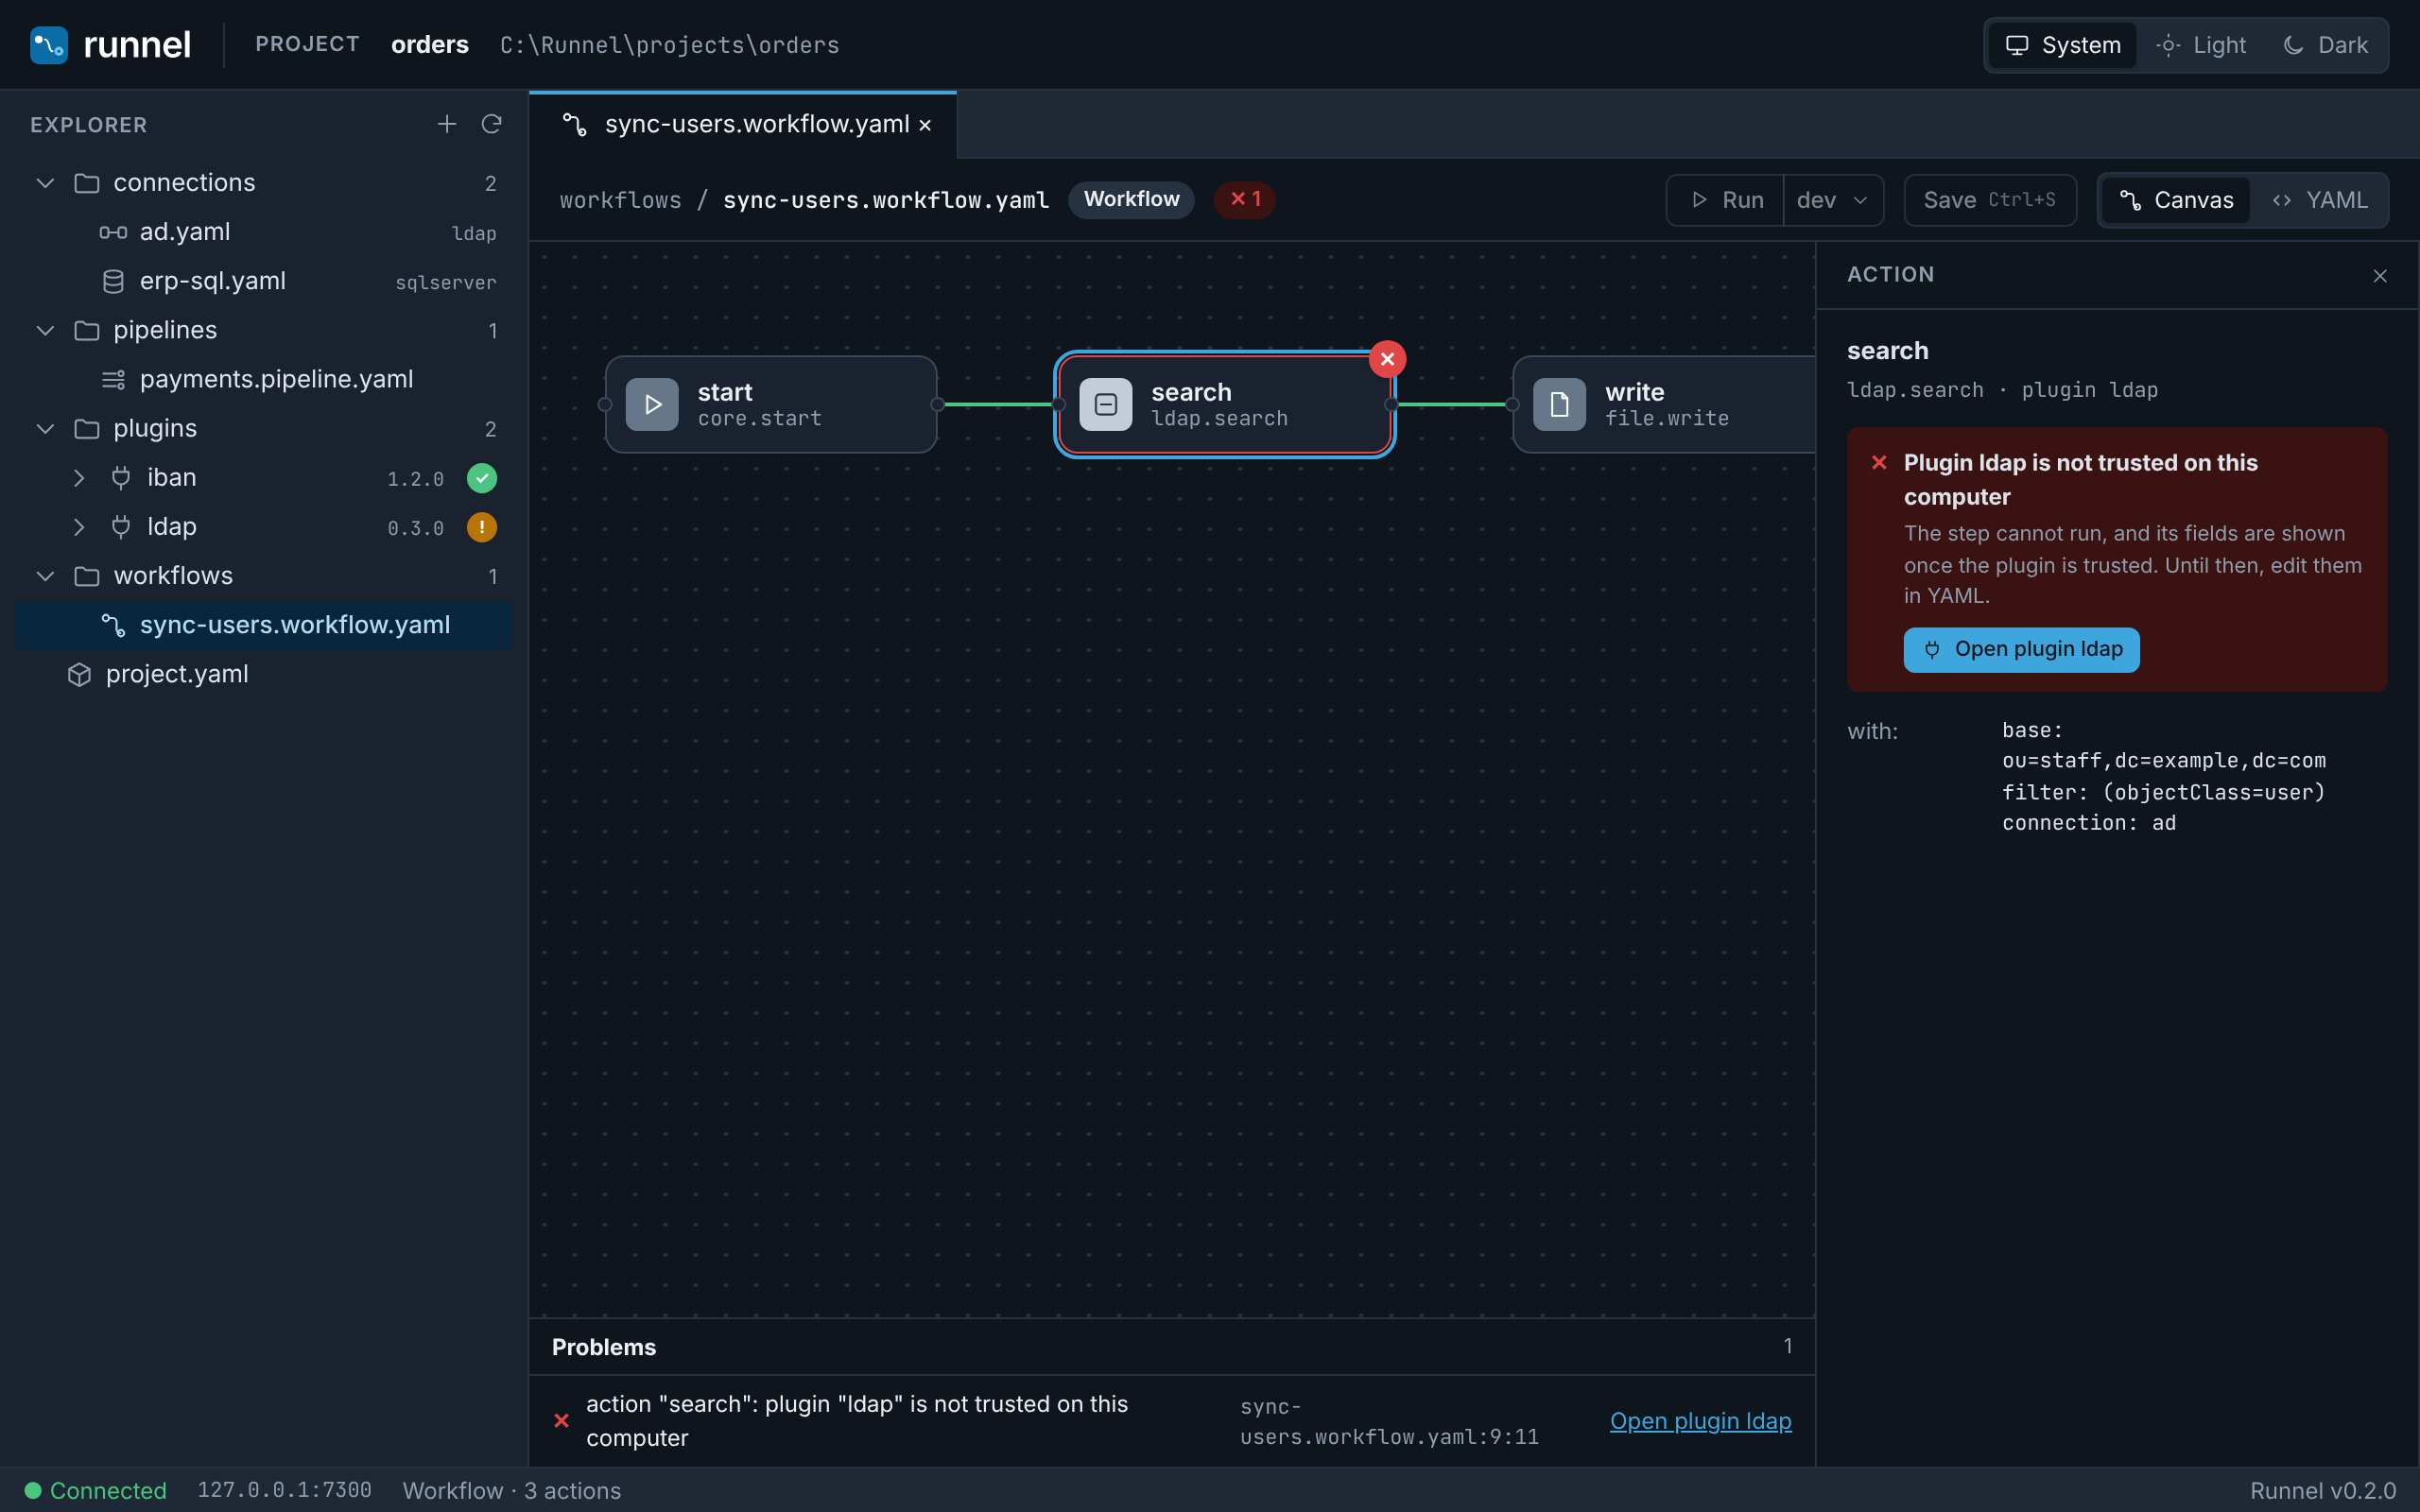 runnel
PROJECT orders C:\Runnel\projects\orders
System Light Dark
EXPLORER
connections 2
ad.yaml ldap
erp-sql.yaml sqlserver
pipelines 1
payments.pipeline.yaml
plugins 2
iban 1.2.0
ldap 0.3.0
workflows 1
sync-users.workflow.yaml
project.yaml
sync-users.workflow.yaml ×
workflows / sync-users.workflow.yaml Workflow × 1
Run dev Save Ctrl+S Canvas YAML
start
core.start
search
ldap.search
write
file.write
ACTION
search
ldap.search · plugin ldap
Plugin ldap is not trusted on this
computer
The step cannot run, and its fields are shown
once the plugin is trusted. Until then, edit them
in YAML.
Open plugin ldap
with: base:
ou=staff,dc=example,dc=com
filter: (objectClass=user)
connection: ad
Problems 1
action "search": plugin "ldap" is not trusted on this
computer
sync-
users.workflow.yaml:9:11
Open plugin ldap
Connected 127.0.0.1:7300 Workflow · 3 actions
Runnel v0.2.0